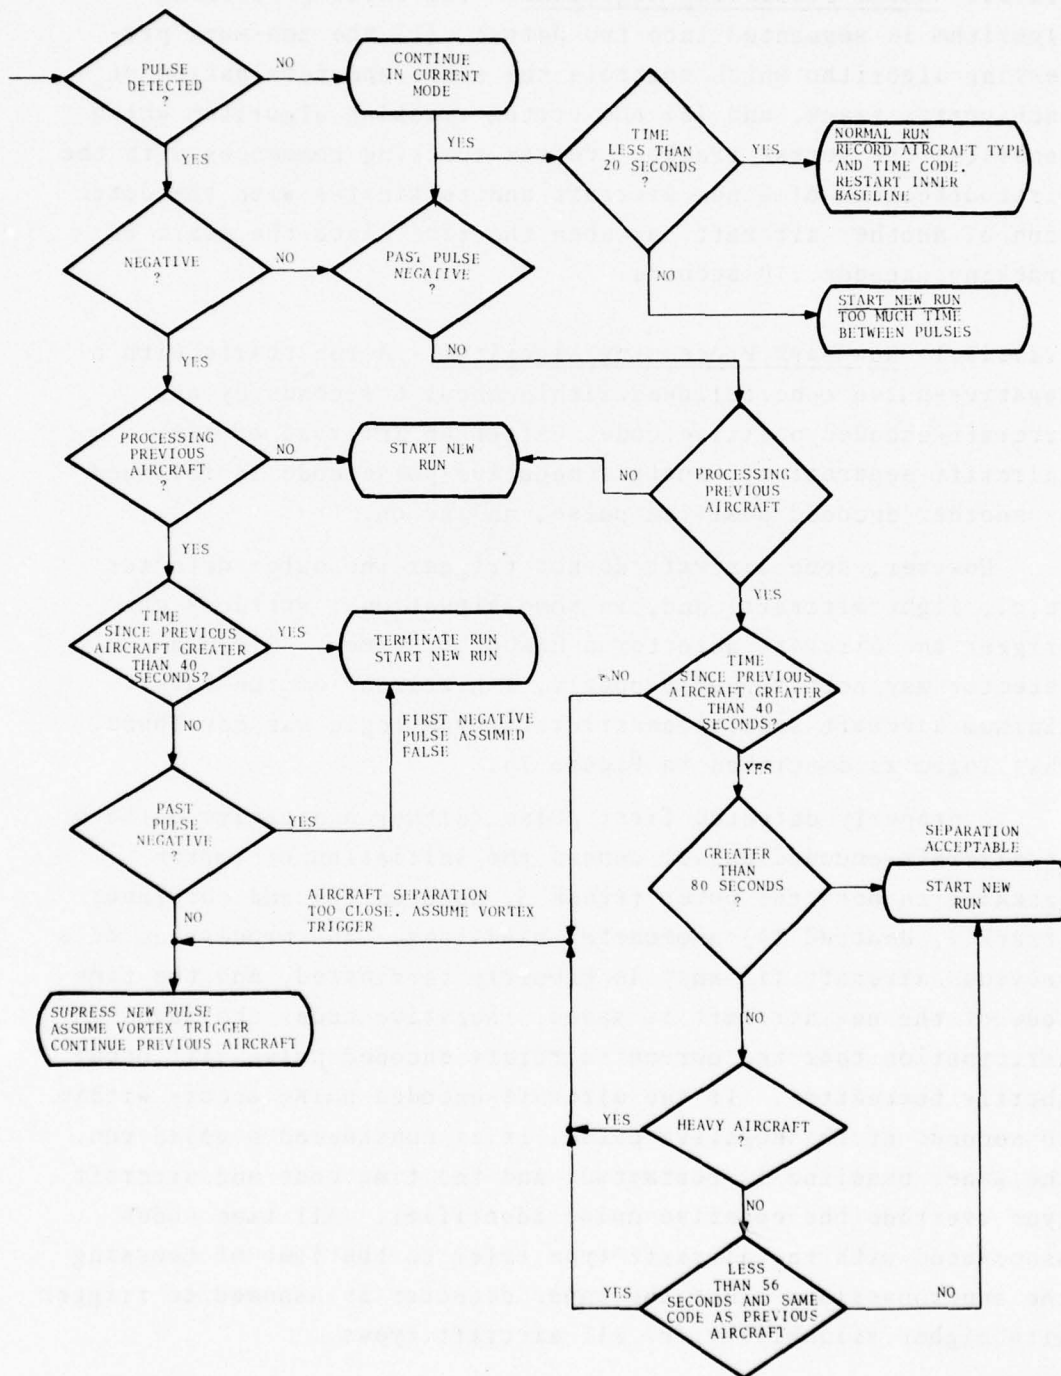 PULSE
DETECTED
?
NO
CONTINUE
IN CURRENT
MODE
YES
YES
TIME
LESS THAN
20 SECONDS
?
YES
NORMAL RUN
RECORD AIRCRAFT TYPE
AND TIME CODE.
RESTART INNER
BASELINE
NEGATIVE
?
NO
PAST PULSE
NEGATIVE
?
NO
START NEW RUN
TOO MUCH TIME
BETWEEN PULSES
YES
NO
PROCESSING
PREVIOUS
AIRCRAFT
?
NO
START NEW
RUN
NO
PROCESSING
PREVIOUS
AIRCRAFT
YES
YES
TIME
SINCE PREVIOUS
AIRCRAFT GREATER
THAN 40
SECONDS?
YES
TERMINATE RUN
START NEW RUN
NO
TIME
SINCE PREVIOUS
AIRCRAFT GREATER
THAN 40
SECONDS?
NO
FIRST NEGATIVE
PULSE ASSUMED
FALSE
YES
PAST
PULSE
NEGATIVE?
YES
GREATER
THAN
80 SECONDS
?
SEPARATION
ACCEPTABLE
START NEW
RUN
NO
AIRCRAFT SEPARATION
TOO CLOSE. ASSUME VORTEX
TRIGGER
SUPRESS NEW PULSE
ASSUME VORTEX TRIGGER
CONTINUE PREVIOUS AIRCRAFT
NO
YES
HEAVY AIRCRAFT
?
NO
YES
LESS
THAN 56
SECONDS AND SAME
CODE AS PREVIOUS
AIRCRAFT
NO